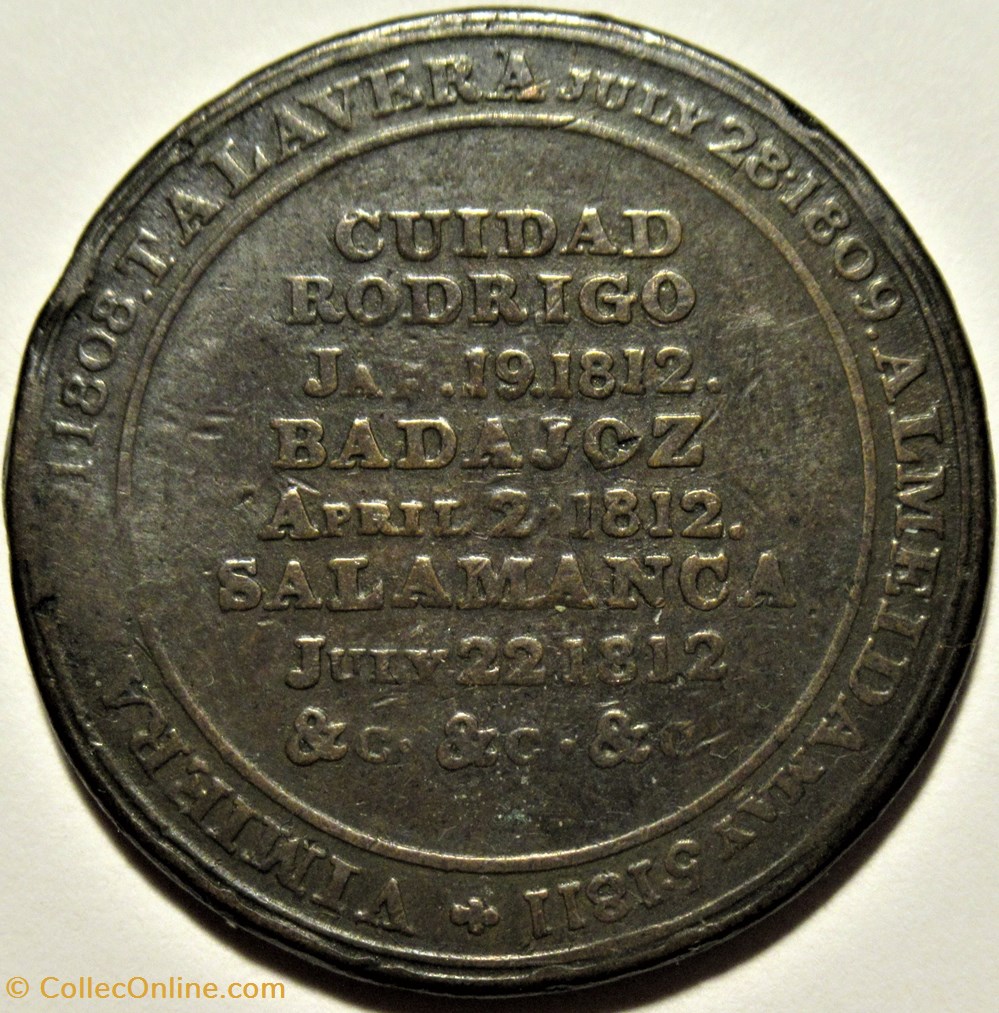 VIMIERA 1808. TALAVERA JULY 28:1809. ALMEIDA MAY 5 1811
CUIDAD
RODRIGO
JAN.19.1812.
BADAJOZ
APRIL 2 1812.
SALAMANCA
JULY 22 1812
&C. &C. &C
© CollecOnline.com